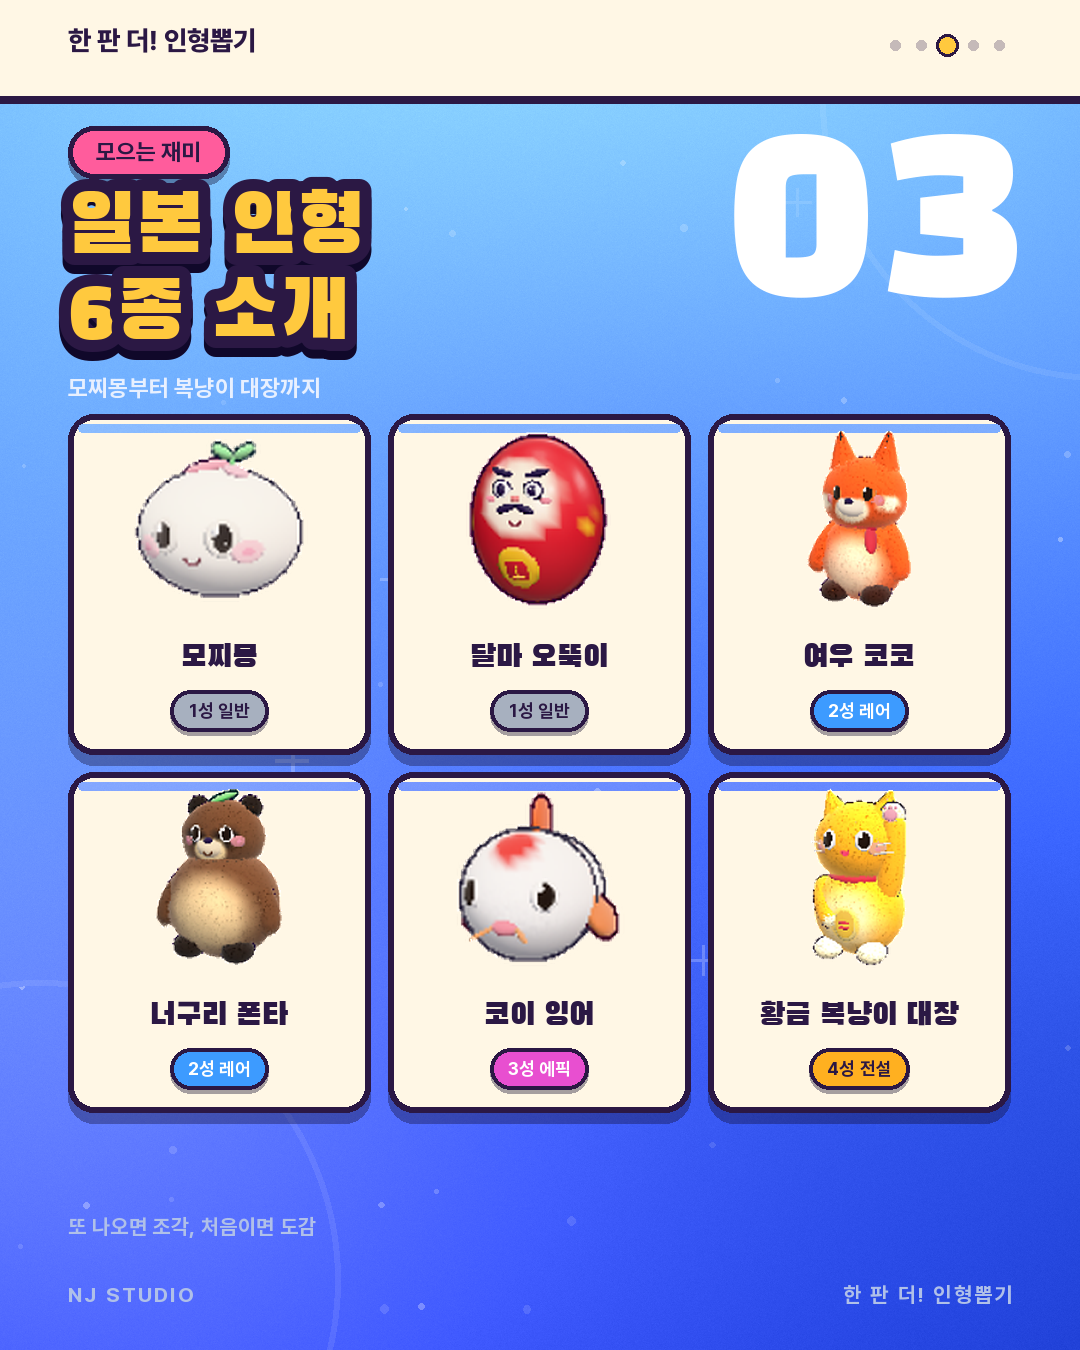 한 판 더! 인형뽑기
모으는 재미
03
일본 인형
6종 소개
모찌몽부터 복냥이 대장까지
모찌몽
1성 일반
달마 오뚝이
1성 일반
여우 코코
2성 레어
너구리 폰타
2성 레어
코이 잉어
3성 에픽
황금 복냥이 대장
4성 전설
또 나오면 조각, 처음이면 도감
NJ STUDIO
한 판 더! 인형뽑기